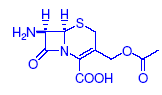 H H
H₂N S
O N O
COOH O